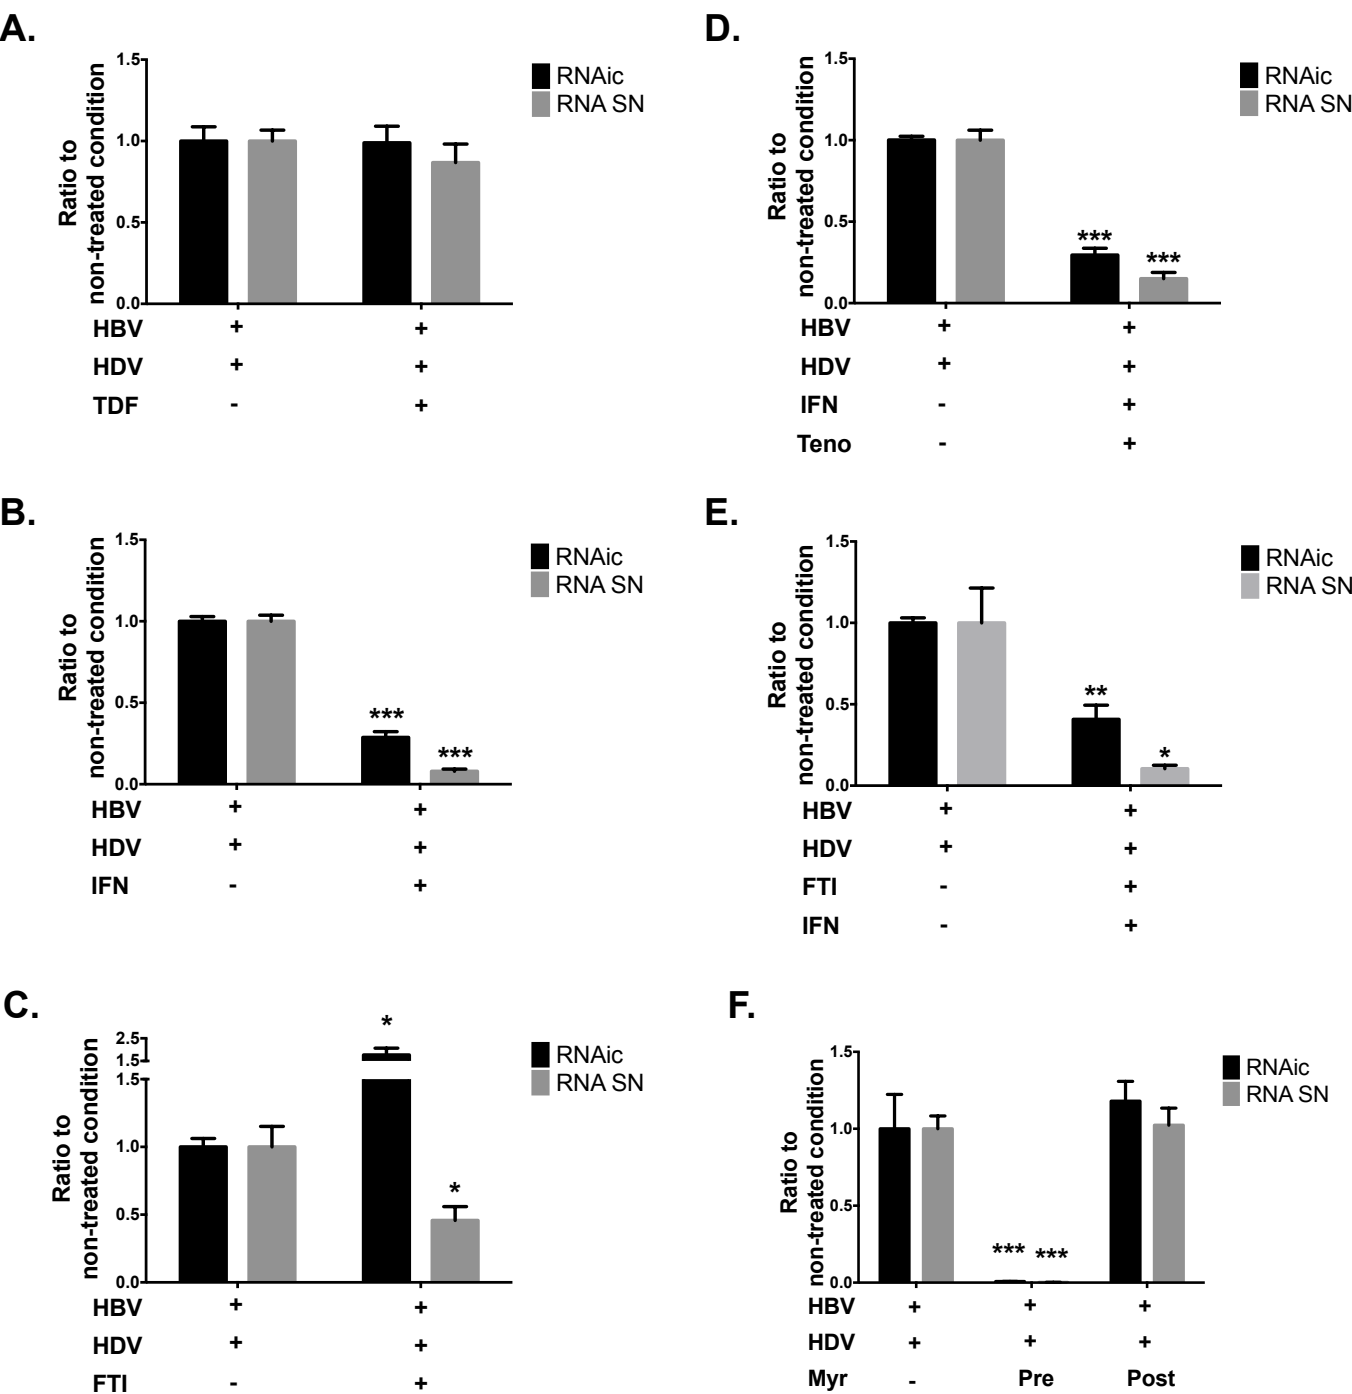 A.
Ratio to
non-treated condition
1.5
1.0
0.5
0.0
RNAic
RNA SN
HBV + +
HDV + +
TDF - +
B.
Ratio to
non-treated condition
1.5
1.0
0.5
0.0
*** ***
RNAic
RNA SN
HBV + +
HDV + +
IFN - +
C.
Ratio to
non-treated condition
2.5
1.5
1.5
1.0
0.5
0.0
* *
RNAic
RNA SN
HBV + +
HDV + +
FTI - +
D.
Ratio to
non-treated condition
1.5
1.0
0.5
0.0
*** ***
RNAic
RNA SN
HBV + +
HDV + +
IFN - +
Teno - +
E.
Ratio to
non-treated condition
1.5
1.0
0.5
0.0
** *
RNAic
RNA SN
HBV + +
HDV + +
FTI - +
IFN - +
F.
Ratio to
non-treated condition
1.5
1.0
0.5
0.0
*** ***
RNAic
RNA SN
HBV + + +
HDV + + +
Myr - Pre Post